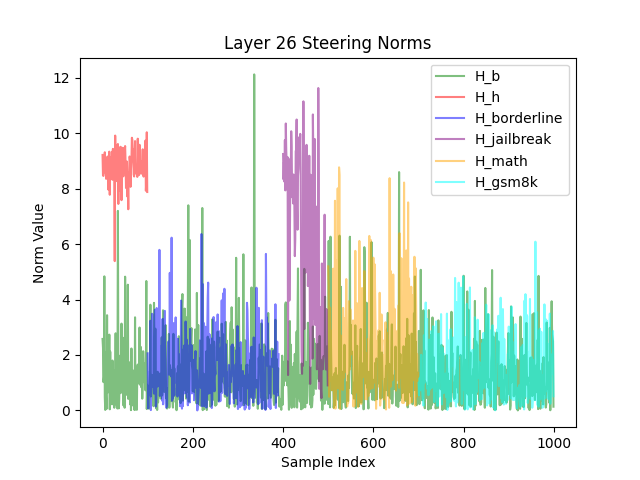 Layer 26 Steering Norms
H_b
H_h
H_borderline
H_jailbreak
H_math
H_gsm8k
Norm Value
12
10
8
6
4
2
0
0 200 400 600 800 1000
Sample Index